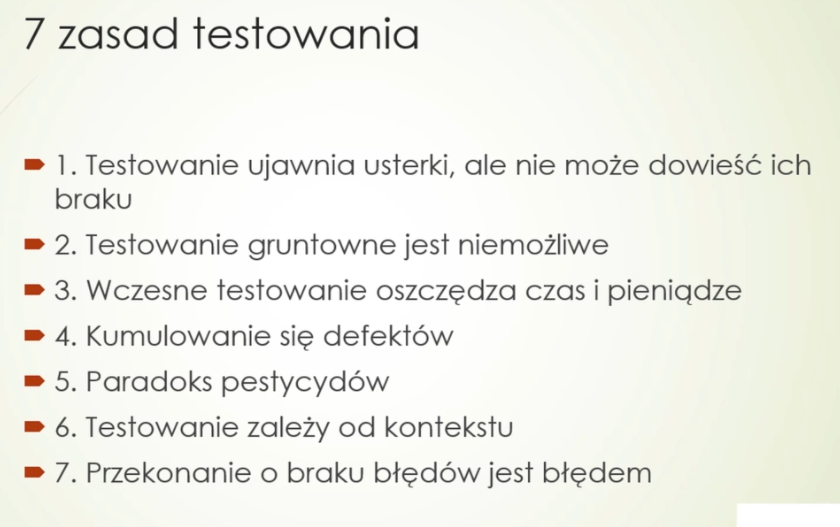 7 zasad testowania
1. Testowanie ujawnia usterki, ale nie może dowieść ich
braku
2. Testowanie gruntowne jest niemożliwe
3. Wczesne testowanie oszczędza czas i pieniądze
4. Kumulowanie się defektów
5. Paradoks pestycydów
6. Testowanie zależy od kontekstu
7. Przekonanie o braku błędów jest błędem